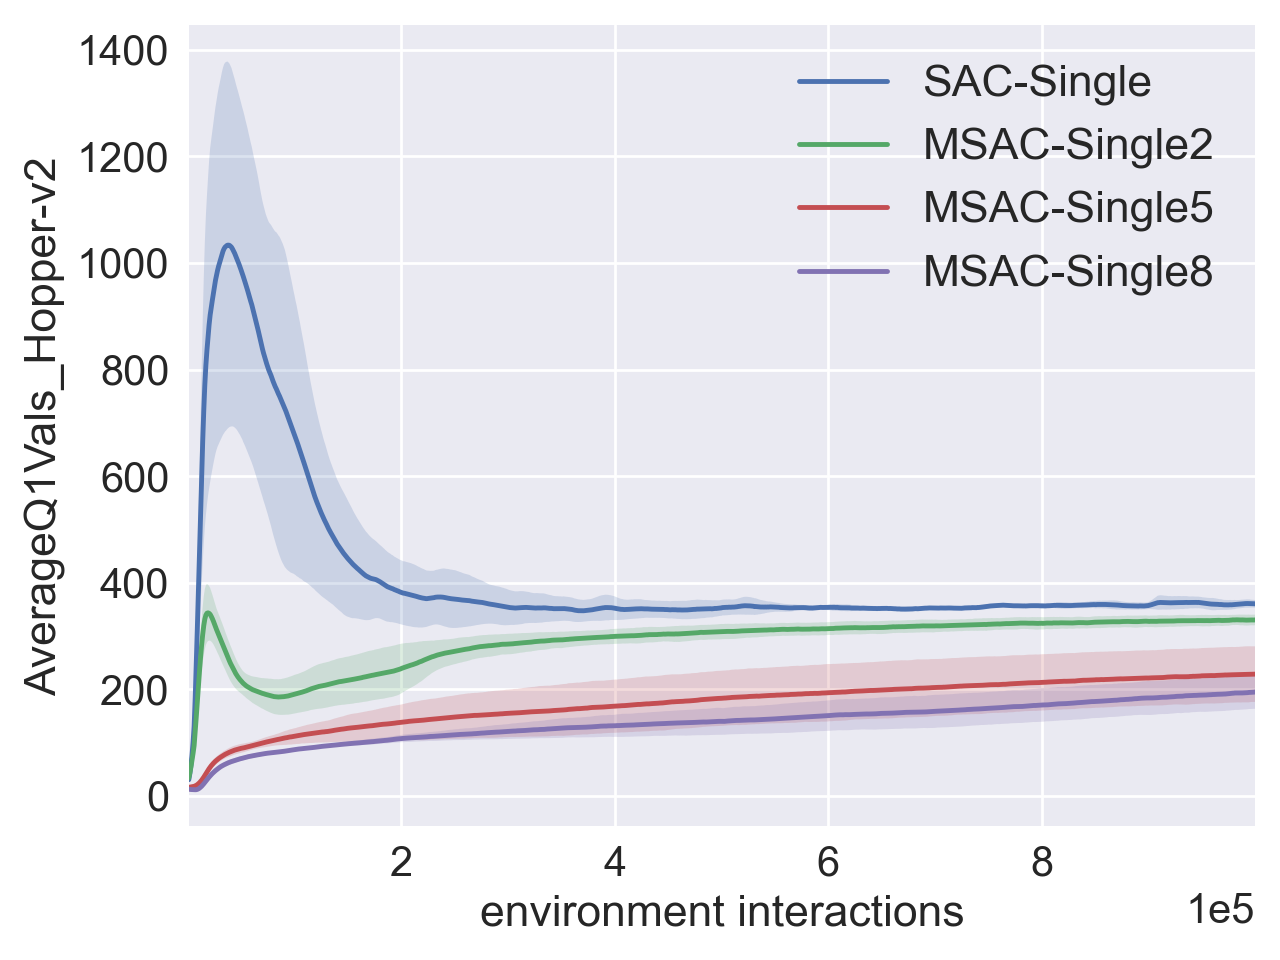 1400
1200
1000
800
600
400
200
0
AverageQ1Vals_Hopper-v2
SAC-Single
MSAC-Single2
MSAC-Single5
MSAC-Single8
2 4 6 8
1e5
environment interactions